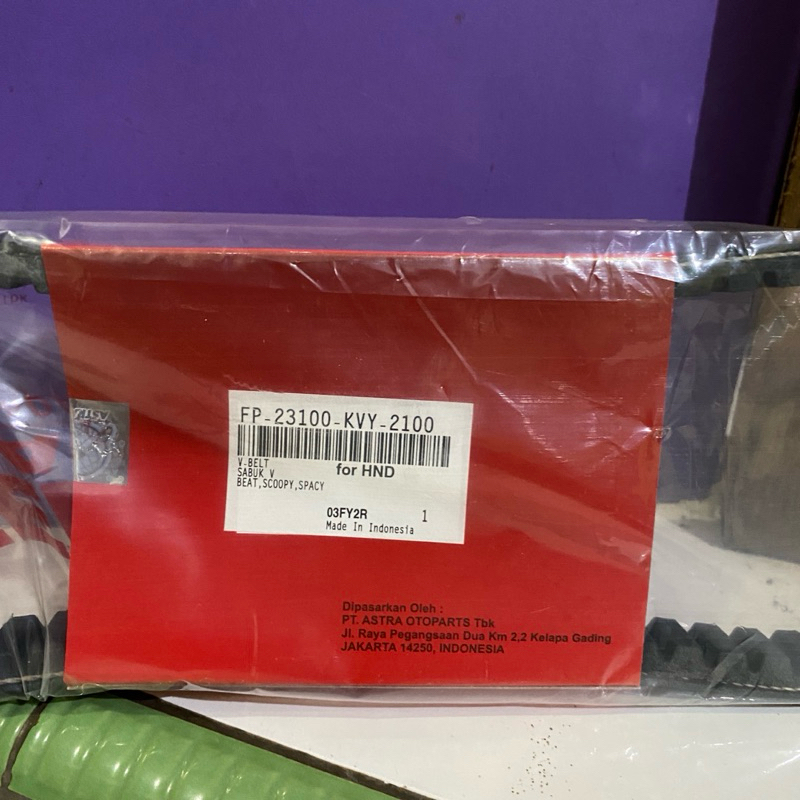 FP-23100-KVY-2100
V-BELT
for HND
SABUK V
BEAT,SCOOPY,SPACY
03FY2R 1
Made In Indonesia
Dipasarkan Oleh :
PT. ASTRA OTOPARTS Tbk
Jl. Raya Pegangsaan Dua Km 2,2 Kelapa Gading
JAKARTA 14250, INDONESIA